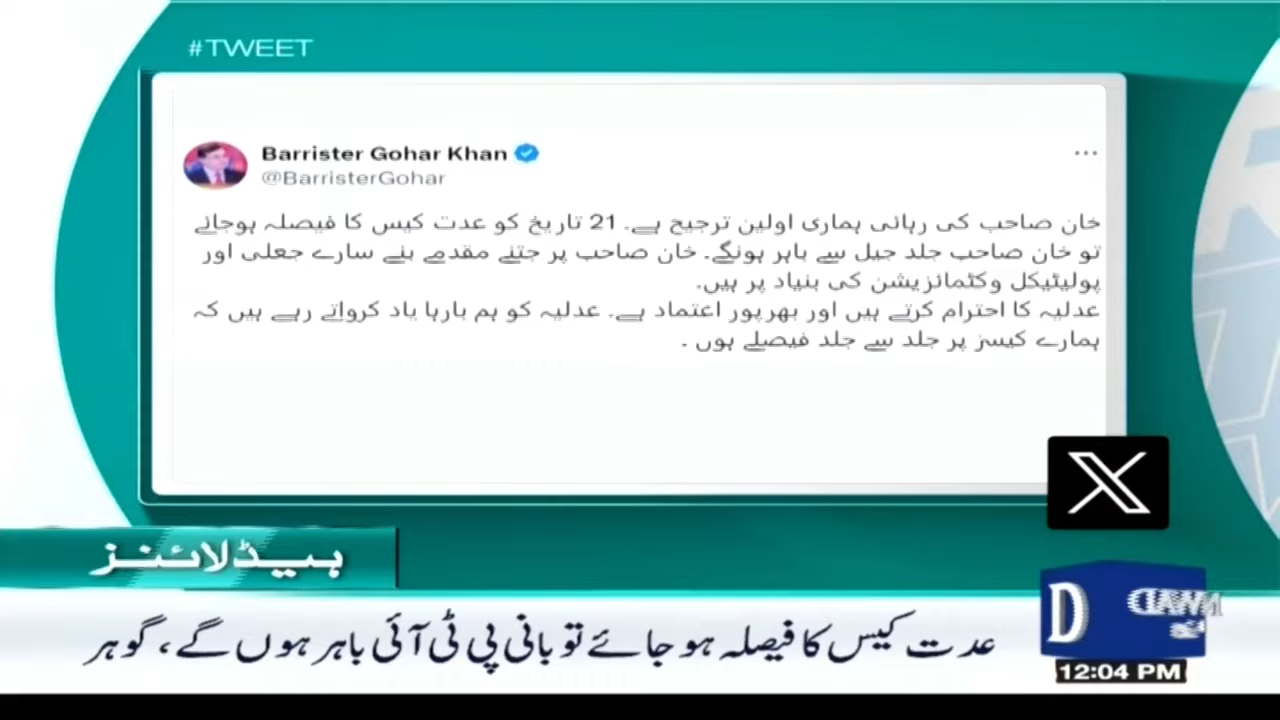 #TWEET
Barrister Gohar Khan
@BarristerGohar
خان صاحب کی رہائی ہماری اولین ترجیح ہے۔ 21 تاریخ کو عدت کیس کا فیصلہ ہوجائے
تو خان صاحب جلد جیل سے باہر ہونگے۔ خان صاحب پر جتنے مقدمے بنے سارے جعلی اور
پولیٹیکل وکٹمائزیشن کی بنیاد پر ہیں۔
عدلیہ کا احترام کرتے ہیں اور بھرپور اعتماد ہے۔ عدلیہ کو ہم بارہا یاد کرواتے رہے ہیں کہ
ہمارے کیسز پر جلد سے جلد فیصلے ہوں ۔
ہیڈلائنز
عدت کیس کا فیصلہ ہو جائے تو بانی پی ٹی آئی باہر ہوں گے، گوہر
D
12:04 PM